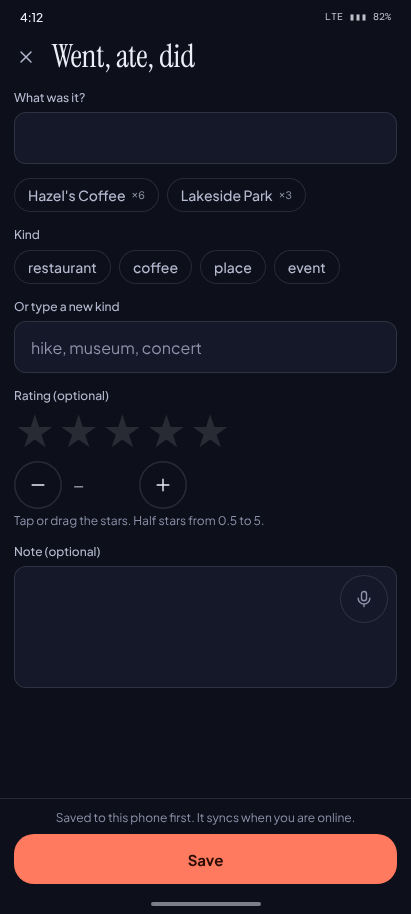 4:12 LTE 82%
Went, ate, did
What was it?
Hazel's Coffee ×6 Lakeside Park ×3
Kind
restaurant coffee place event
Or type a new kind
hike, museum, concert
Rating (optional)
–
Tap or drag the stars. Half stars from 0.5 to 5.
Note (optional)
Saved to this phone first. It syncs when you are online.
Save